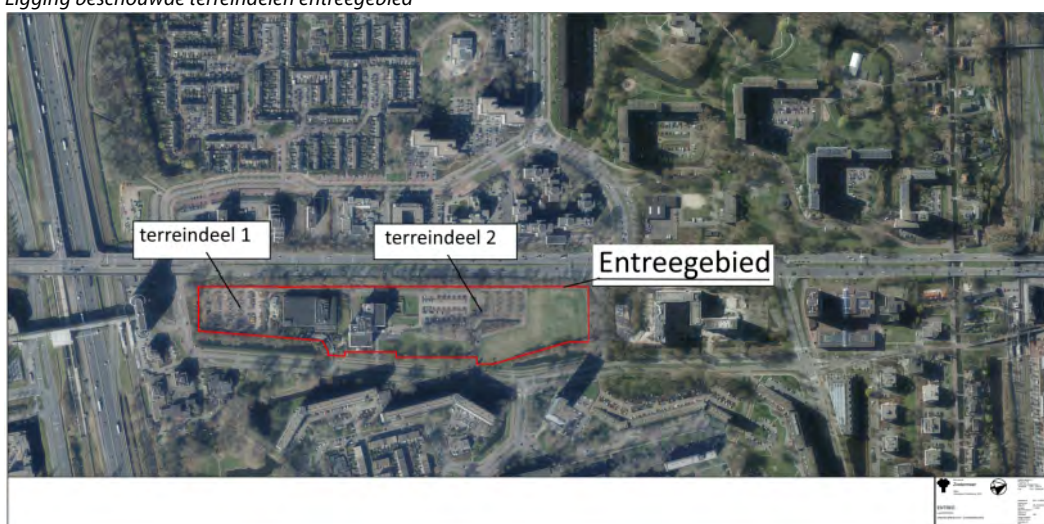 Ligging beschouwde terreindelen entreegebied
terreindeel 1
terreindeel 2
Entreegebied
Zoetermeer